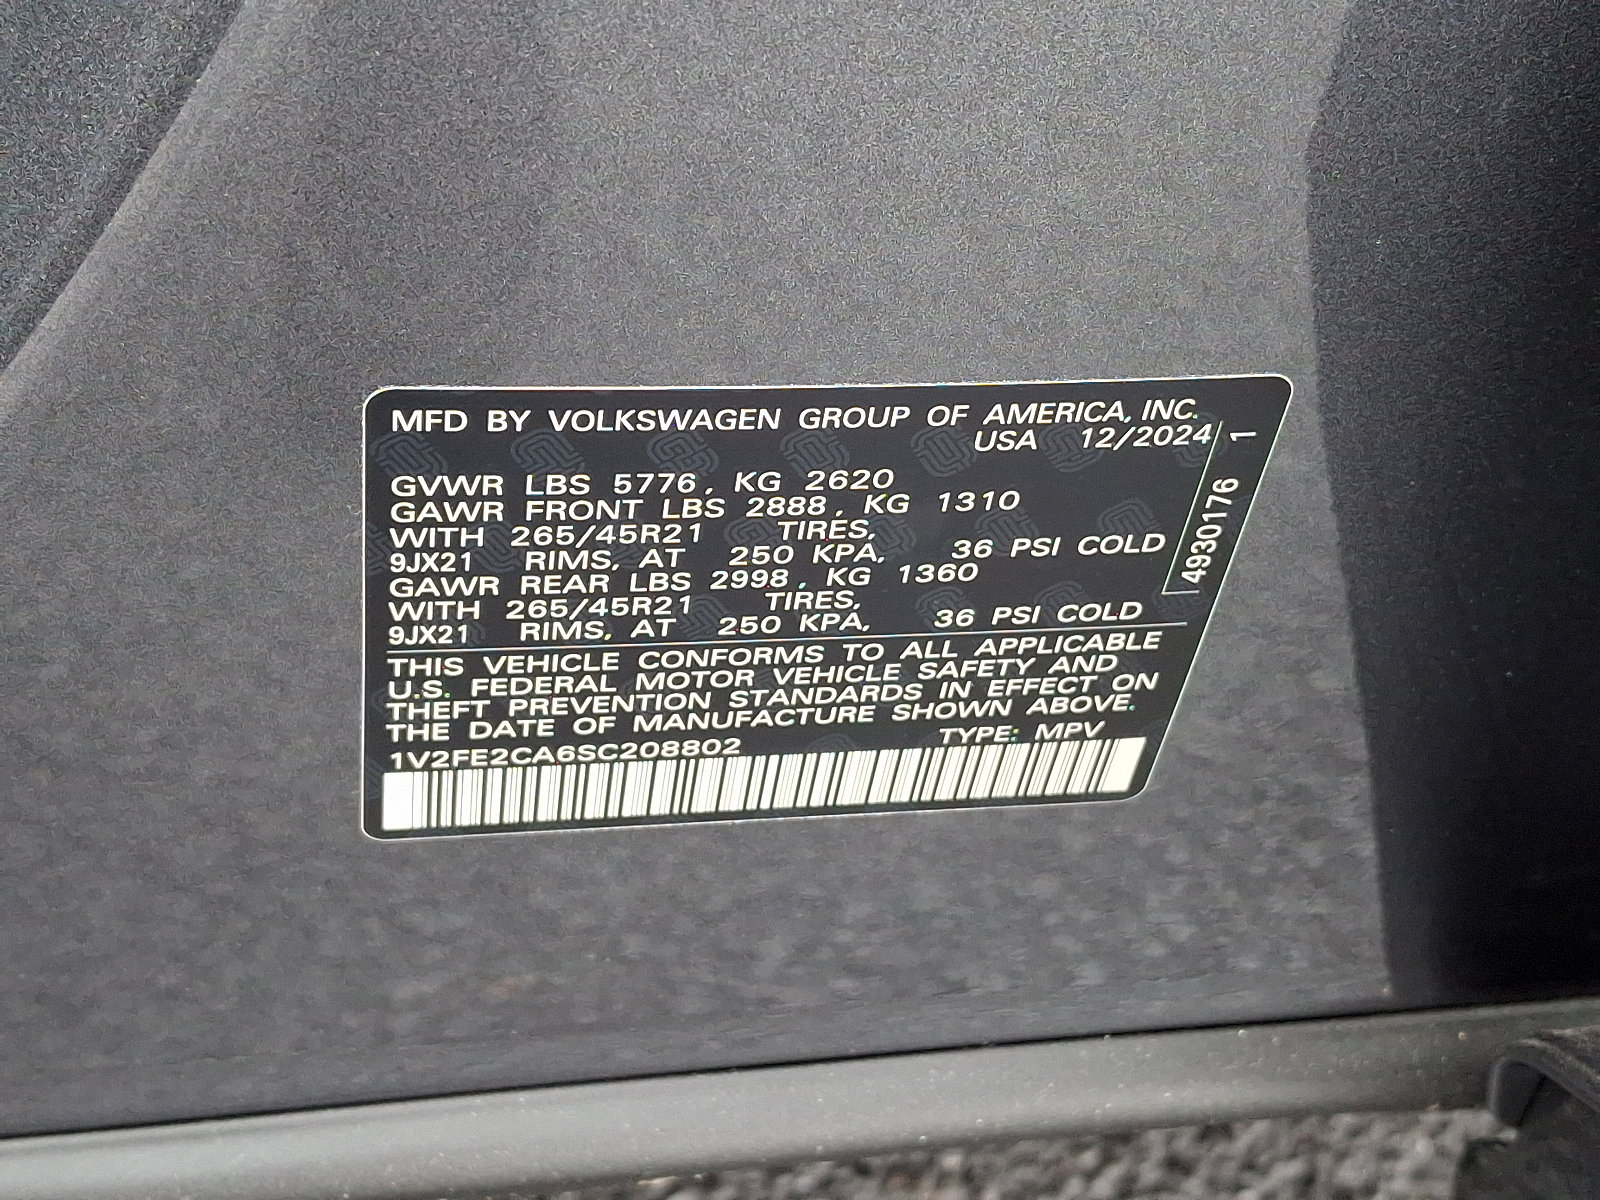 MFD BY VOLKSWAGEN GROUP OF AMERICA, INC.
USA 12/2024
GVWR LBS 5776, KG 2620
GAWR FRONT LBS 2888, KG 1310
WITH 265/45R21 TIRES,
9JX21 RIMS, AT 250 KPA, 36 PSI COLD
GAWR REAR LBS 2998, KG 1360
WITH 265/45R21 TIRES,
9JX21 RIMS, AT 250 KPA, 36 PSI COLD
THIS VEHICLE CONFORMS TO ALL APPLICABLE
U.S. FEDERAL MOTOR VEHICLE SAFETY AND
THEFT PREVENTION STANDARDS IN EFFECT ON
THE DATE OF MANUFACTURE SHOWN ABOVE.
1V2FE2CA6SC208802 TYPE: MPV
4930176 1